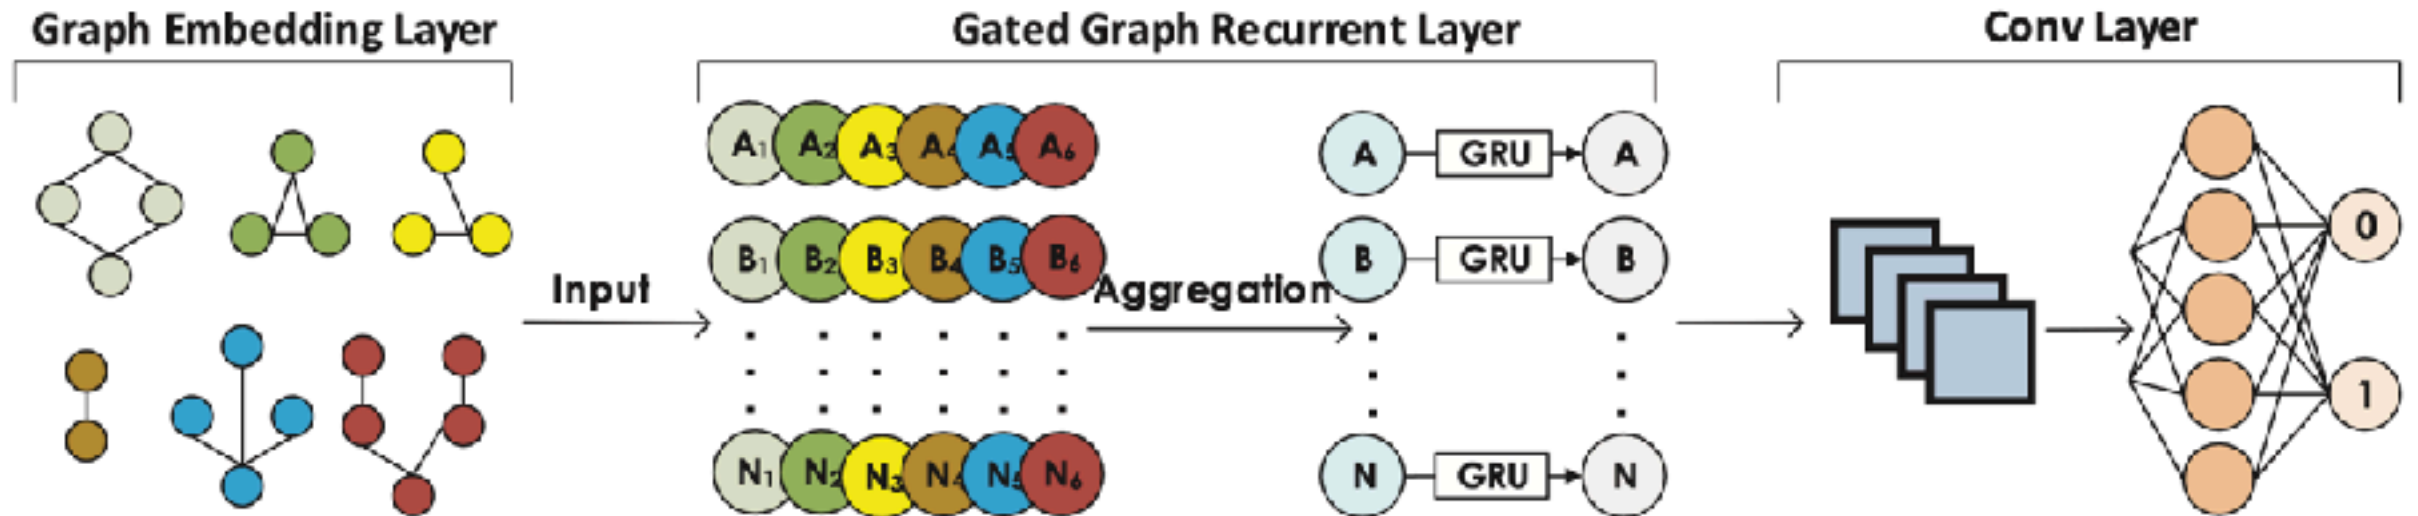 Graph Embedding Layer
Gated Graph Recurrent Layer
Conv Layer
A1 A2 A3 A4 A5 A6
A GRU A
B1 B2 B3 B4 B5 B6
B GRU B
Input
Aggregation
N1 N2 N3 N4 N5 N6
N GRU N
0
1